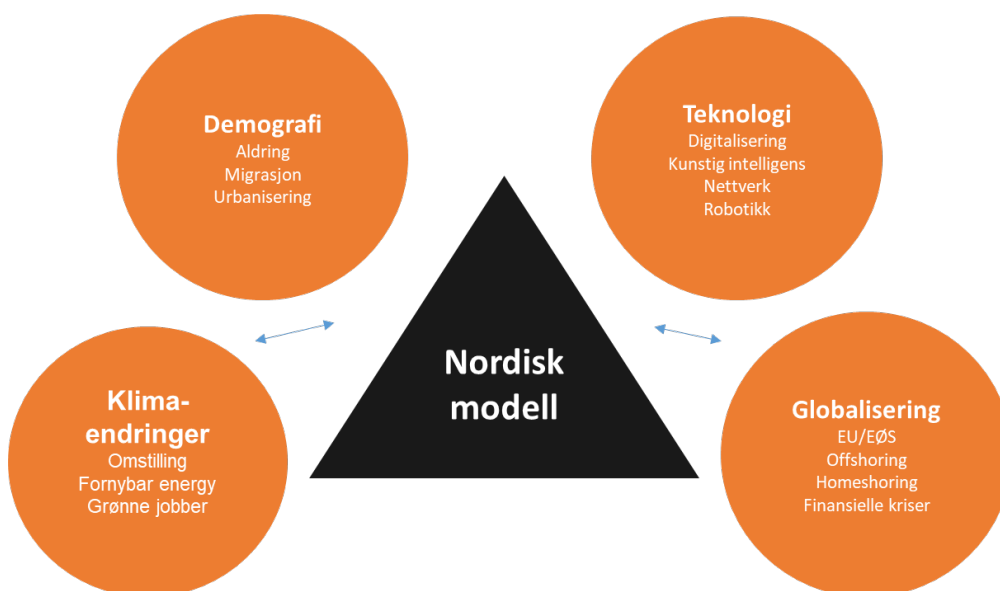 Demografi
Aldring
Migrasjon
Urbanisering
Teknologi
Digitalisering
Kunstig intelligens
Nettverk
Robotikk
Nordisk
modell
Klima-
endringer
Omstilling
Fornybar energy
Grønne jobber
Globalisering
EU/EØS
Offshoring
Homeshoring
Finansielle kriser